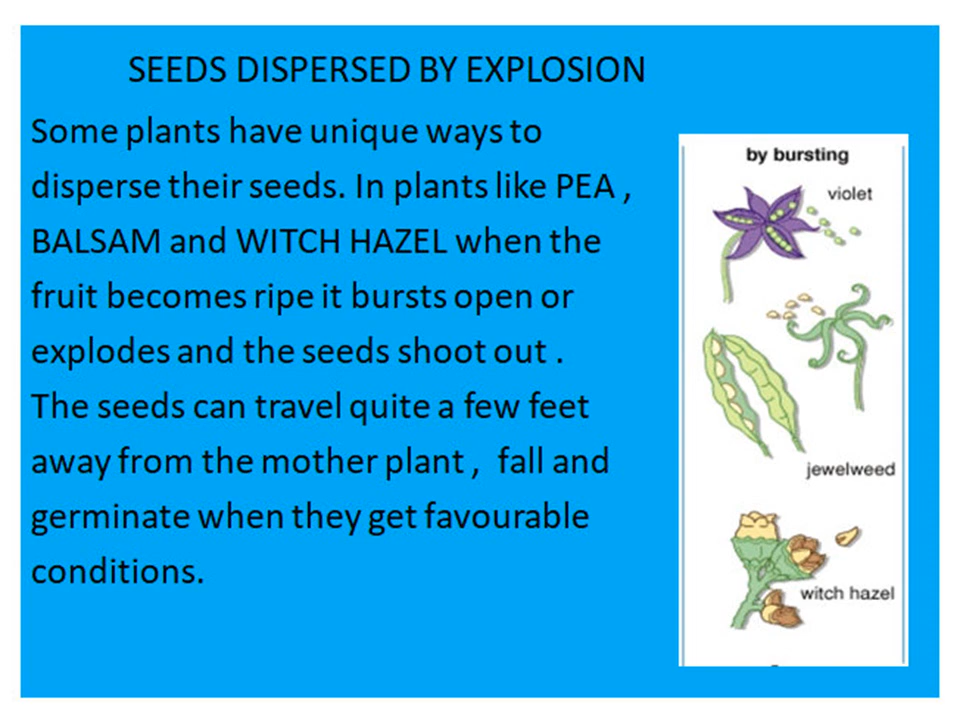 SEEDS DISPERSED BY EXPLOSION
Some plants have unique ways to
disperse their seeds. In plants like PEA ,
BALSAM and WITCH HAZEL when the
fruit becomes ripe it bursts open or
explodes and the seeds shoot out .
The seeds can travel quite a few feet
away from the mother plant ,  fall and
germinate when they get favourable
conditions.
by bursting
violet
jewelweed
witch hazel